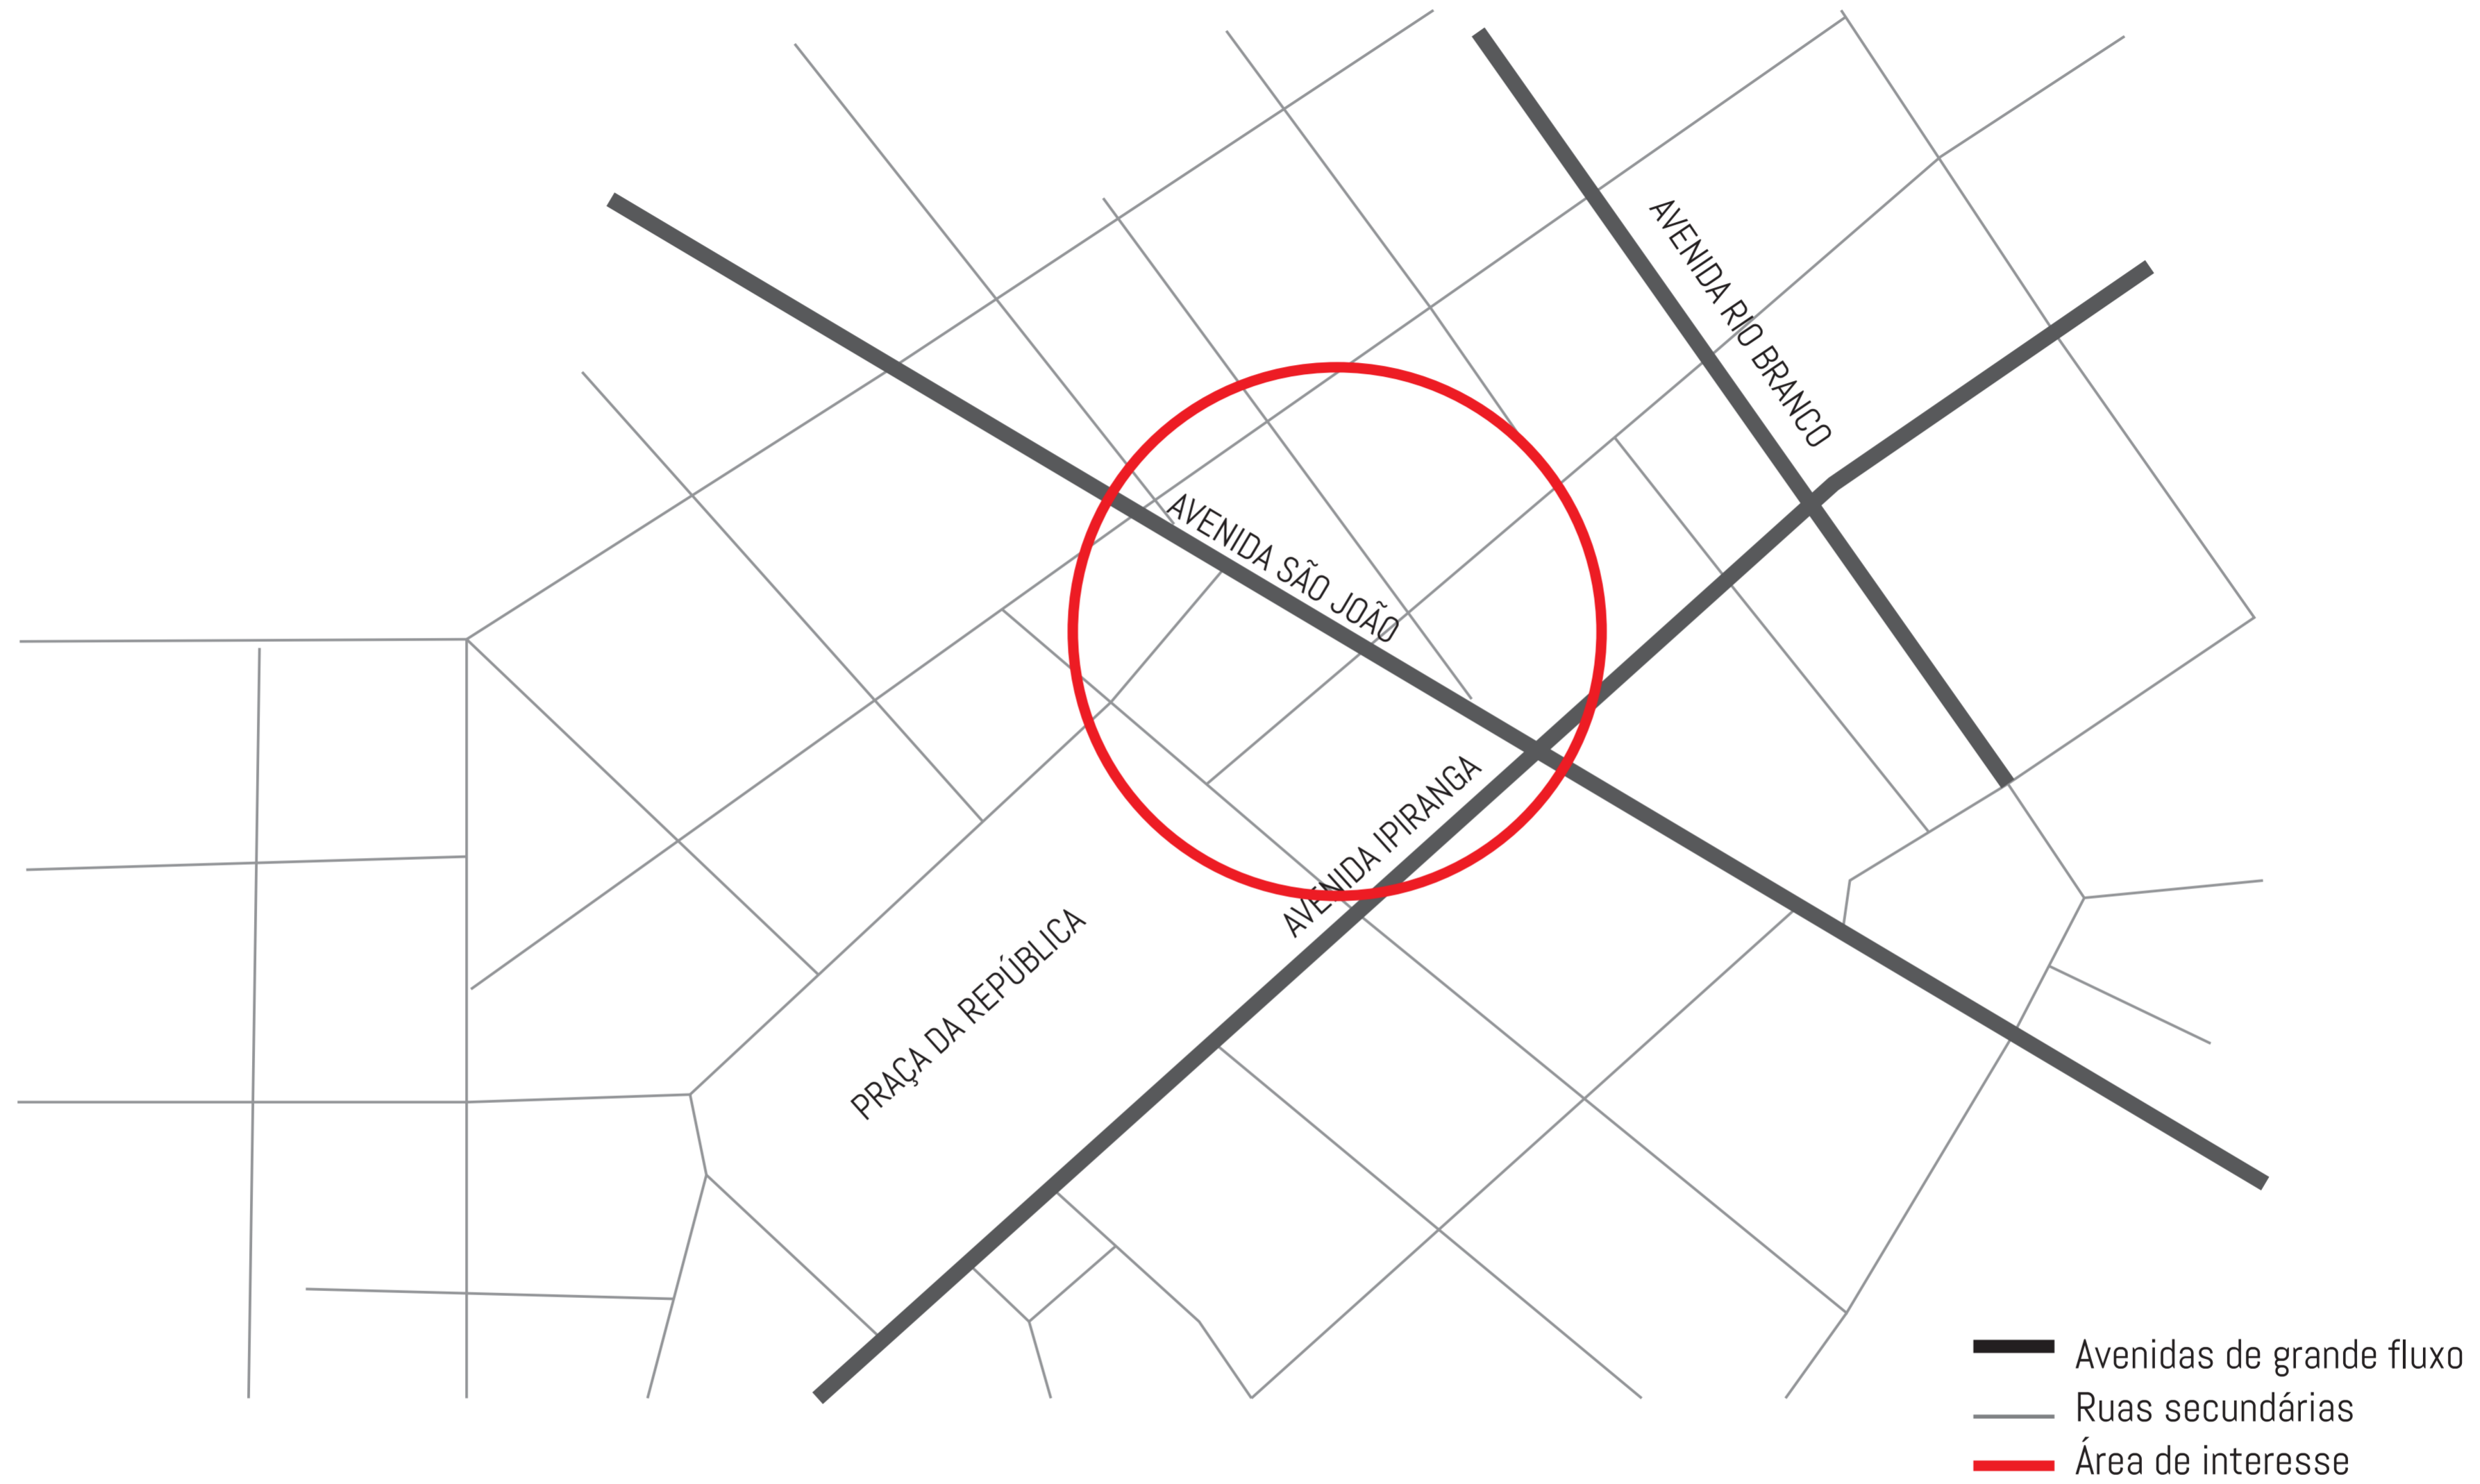 AVENIDA RIO BRANCO
AVENIDA SÃO JOÃO
AVENIDA IPIRANGA
PRAÇA DA REPÚBLICA
Avenidas de grande fluxo
Ruas secundárias
Área de interesse